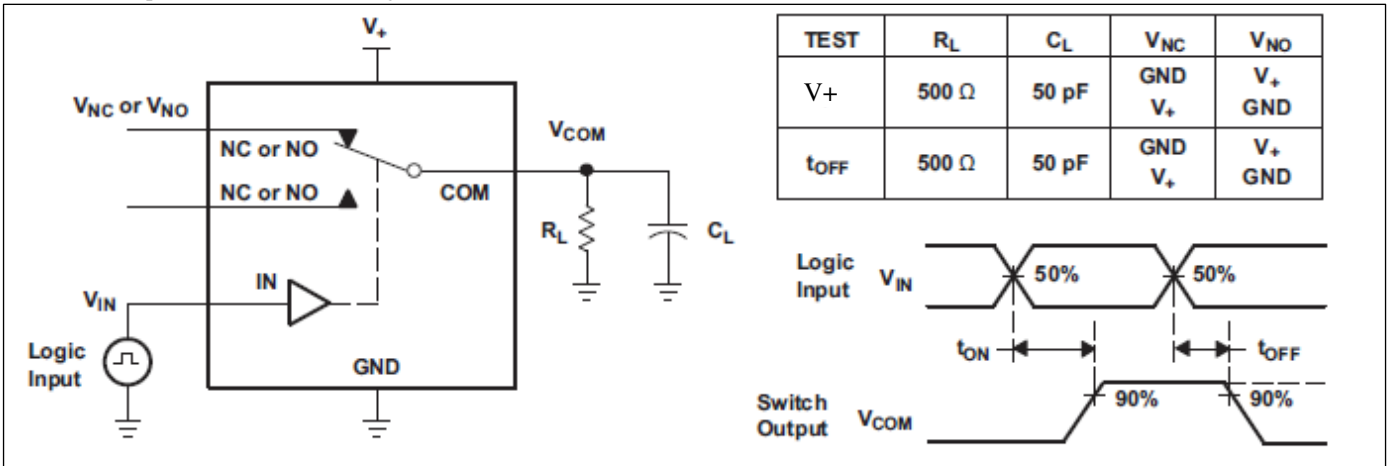 V+
VNC or VNO
NC or NO
NC or NO
COM
VCOM
RL
CL
IN
VIN
Logic
Input
GND
TEST RL CL VNC VNO
V+ 500 Ω 50 pF GND V+
V+ GND
tOFF 500 Ω 50 pF GND V+
V+ GND
Logic
Input
VIN
50% 50%
tON tOFF
Switch
Output
VCOM
90% 90%